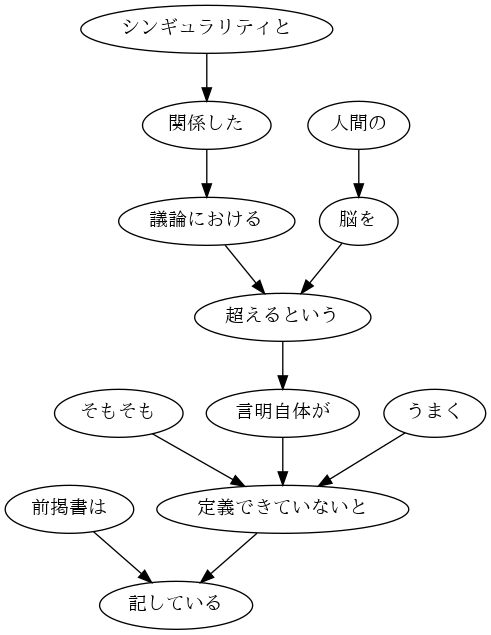 シンギュラリティと
関係した
人間の
議論における
脳を
超えるという
そもそも
言明自体が
うまく
前掲書は
定義できていないと
記している